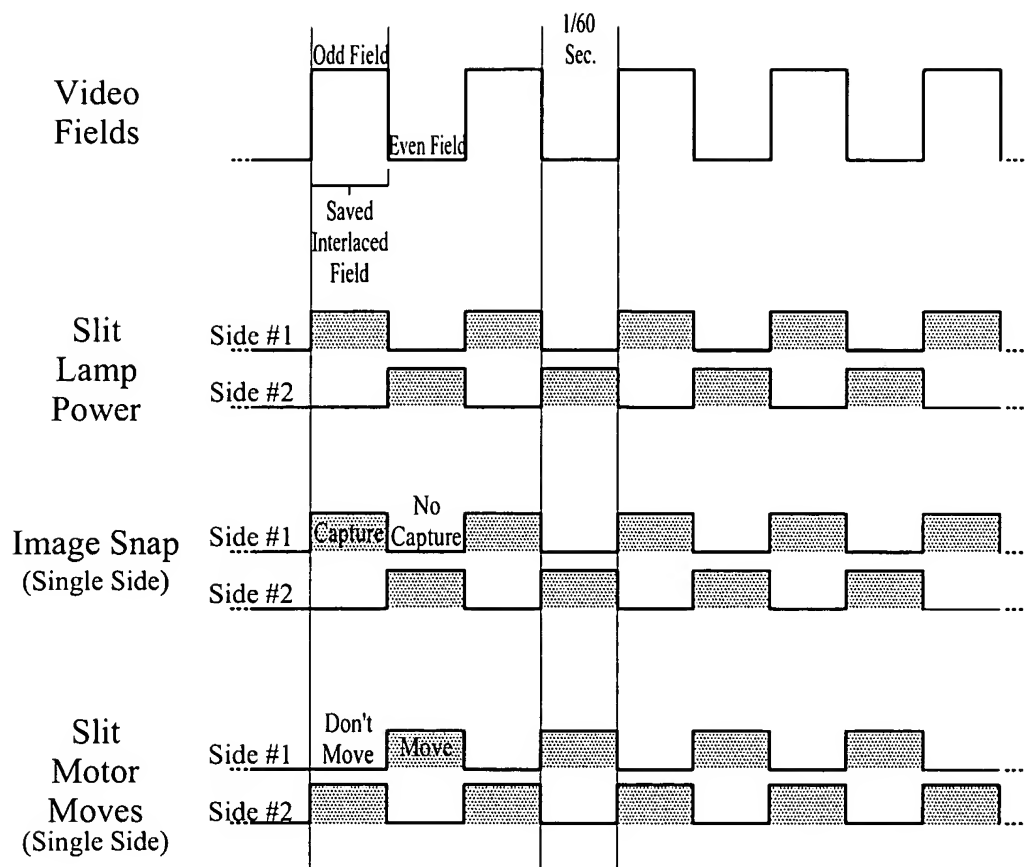 1/60
Sec.
Odd Field
Video
Fields
Even Field
Saved
Interlaced
Field
Slit
Lamp
Power
Side #1
Side #2
Image Snap
(Single Side)
Side #1
Capture
No
Capture
Side #2
Slit
Motor
Moves
(Single Side)
Side #1
Don't
Move
Move
Side #2